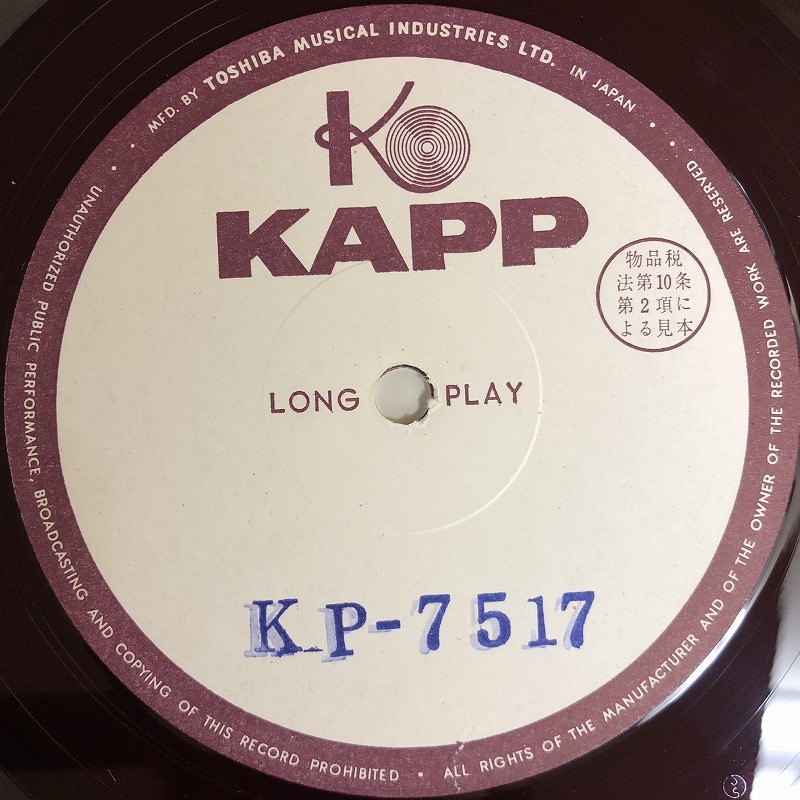 MFD. BY TOSHIBA MUSICAL INDUSTRIES LTD. IN JAPAN
K
KAPP
物品税
法第10条
第2項に
よる見本
LONG PLAY
KP-7517
UNAUTHORIZED PUBLIC PERFORMANCE, BROADCASTING AND COPYING OF THIS RECORD PROHIBITED • ALL RIGHTS OF THE MANUFACTURER AND OF THE OWNER OF THE RECORDED WORK ARE RESERVED